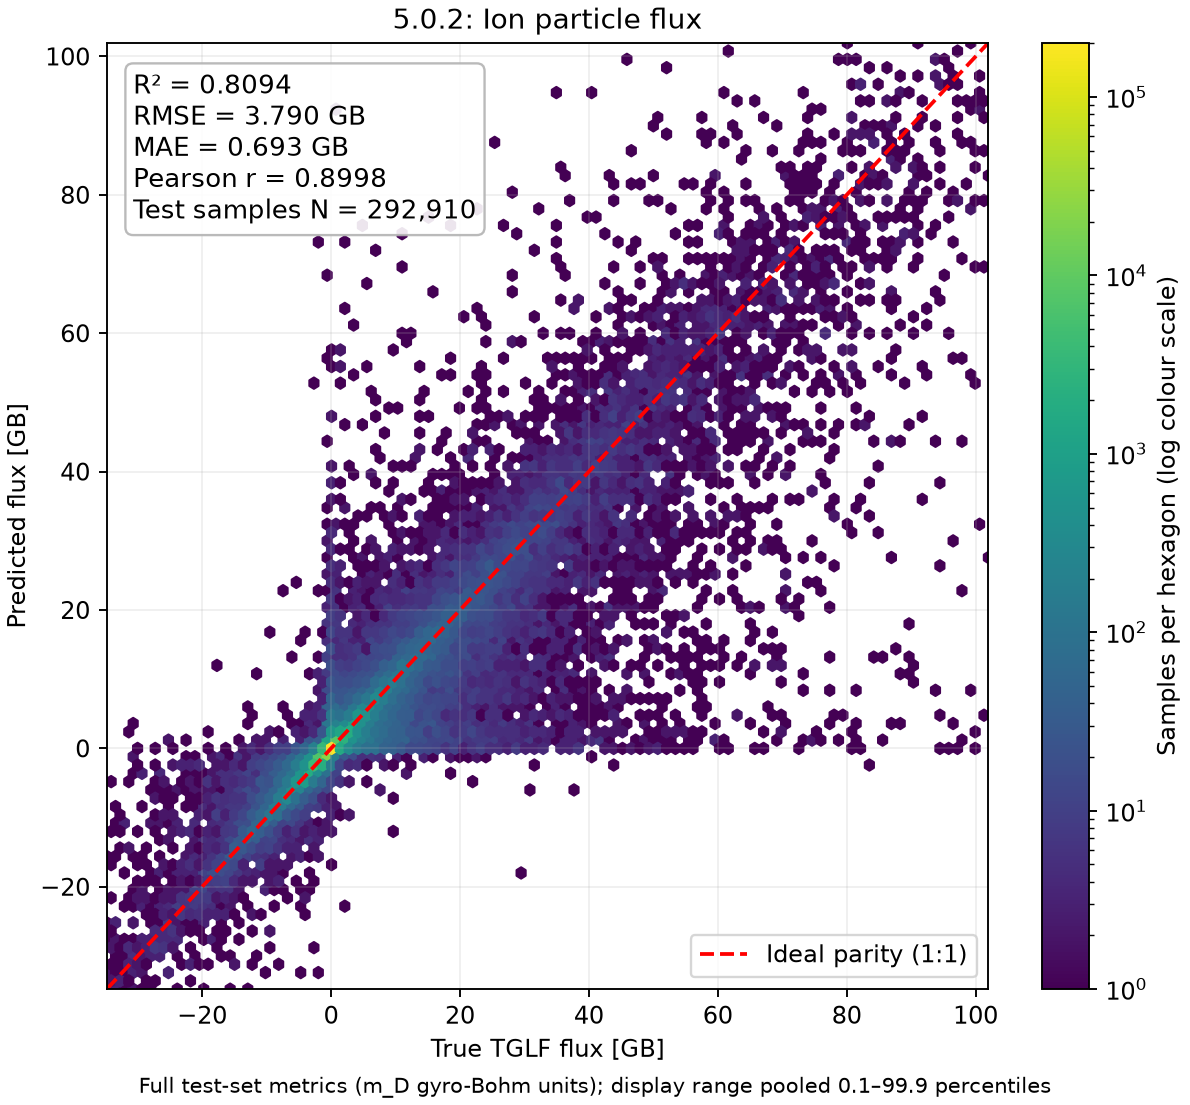 5.0.2: Ion particle flux
R² = 0.8094
RMSE = 3.790 GB
MAE = 0.693 GB
Pearson r = 0.8998
Test samples N = 292,910
Predicted flux [GB]
100
80
60
40
20
0
−20
−20 0 20 40 60 80 100
True TGLF flux [GB]
Ideal parity (1:1)
10⁵
10⁴
10³
10²
10¹
10⁰
Samples per hexagon (log colour scale)
Full test-set metrics (m_D gyro-Bohm units); display range pooled 0.1–99.9 percentiles